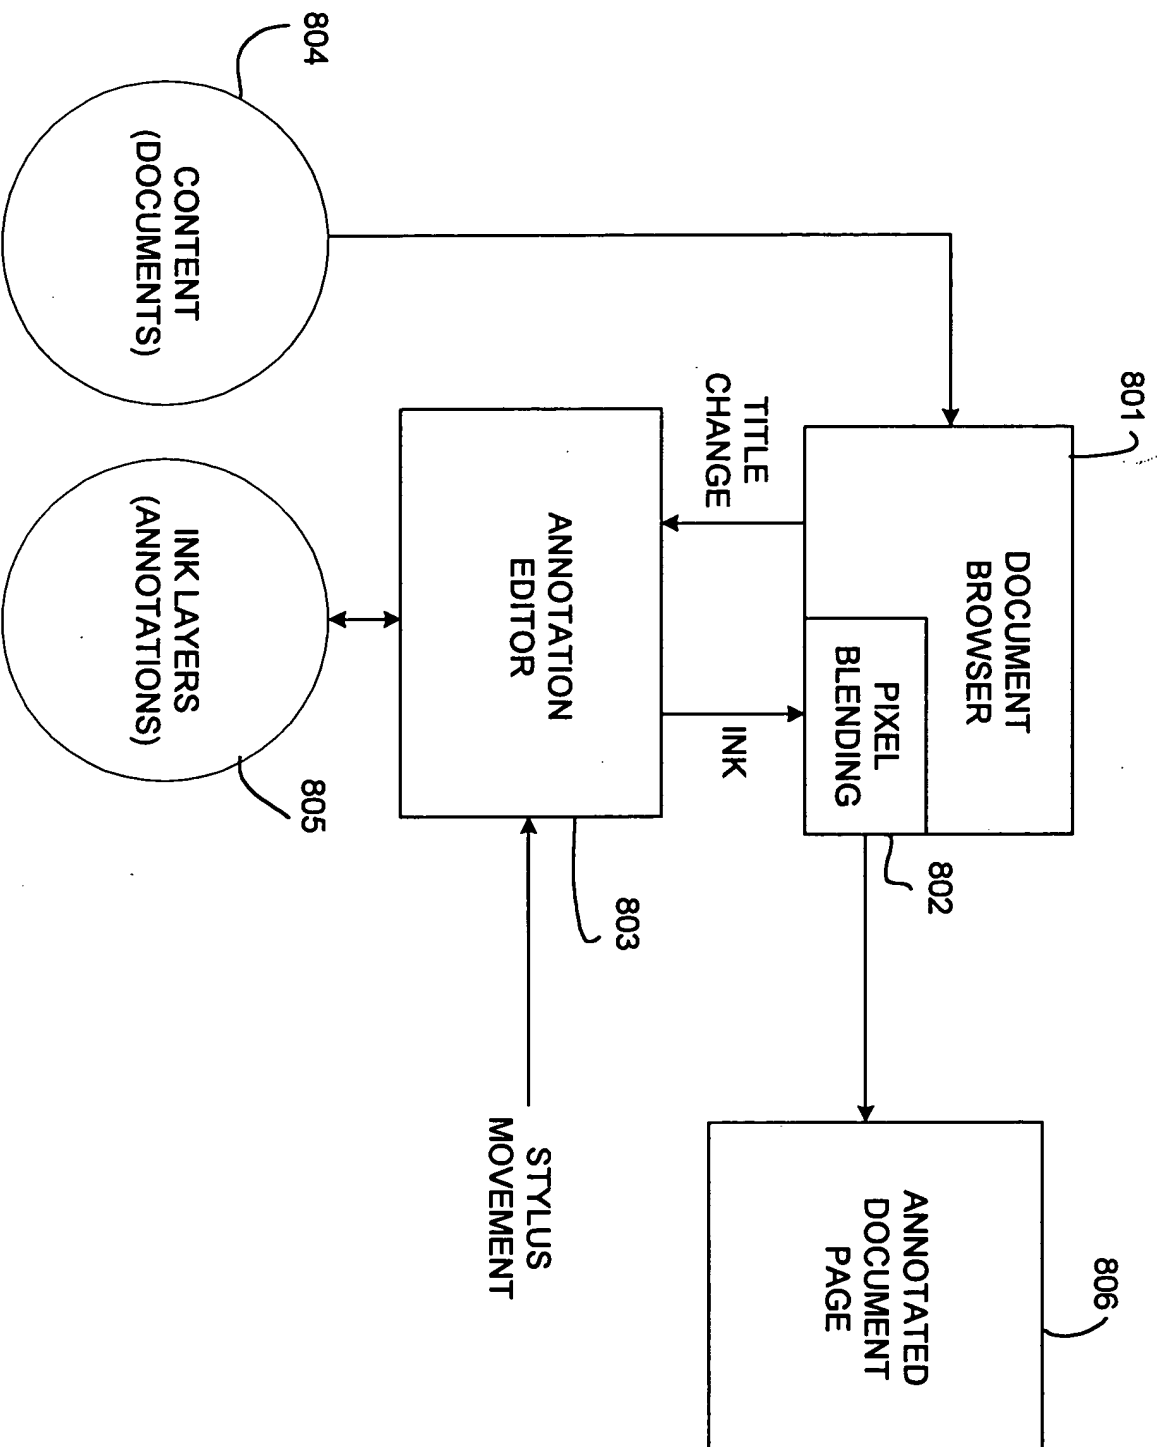 801
DOCUMENT
BROWSER
PIXEL
BLENDING
802
806
ANNOTATED
DOCUMENT
PAGE
TITLE
CHANGE
INK
803
ANNOTATION
EDITOR
STYLUS
MOVEMENT
804
CONTENT
(DOCUMENTS)
805
INK LAYERS
(ANNOTATIONS)